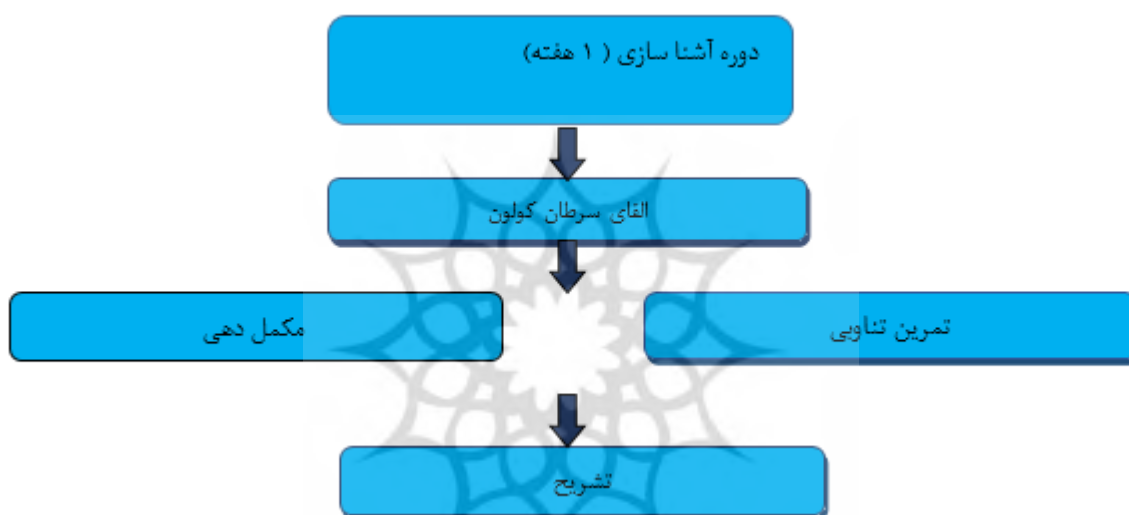 دوره آشنا سازی ( ۱ هفته)
القای سرطان کولون
تمرین تناوبی
مکمل دهی
تشریح